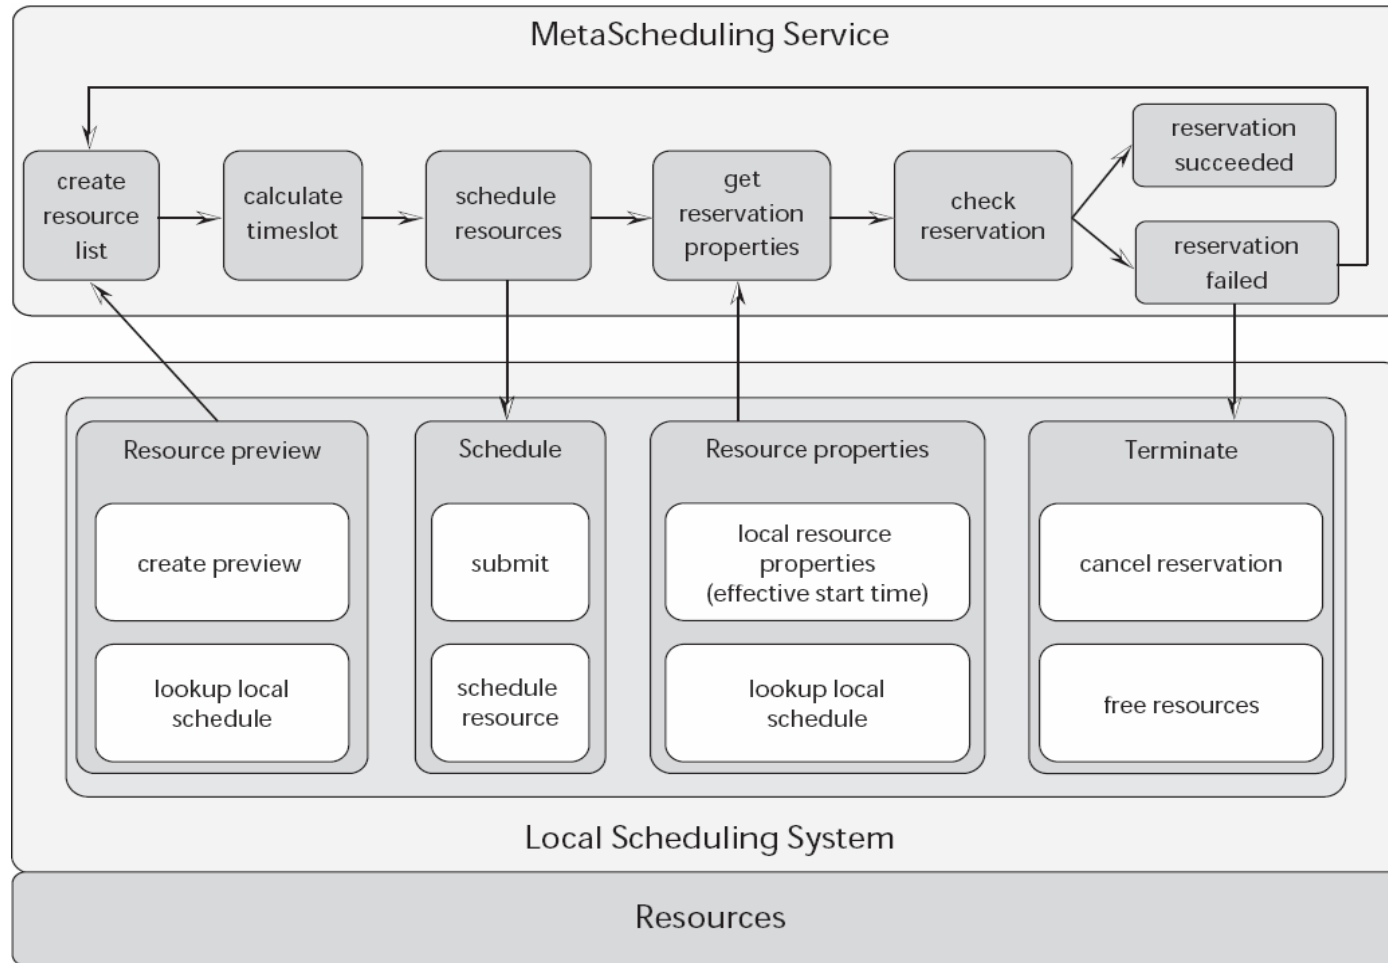 MetaScheduling Service
create
resource
list
calculate
timeslot
schedule
resources
get
reservation
properties
check
reservation
reservation
succeeded
reservation
failed
Resource preview
create preview
lookup local
schedule
Schedule
submit
schedule
resource
Resource properties
local resource
properties
(effective start time)
lookup local
schedule
Terminate
cancel reservation
free resources
Local Scheduling System
Resources